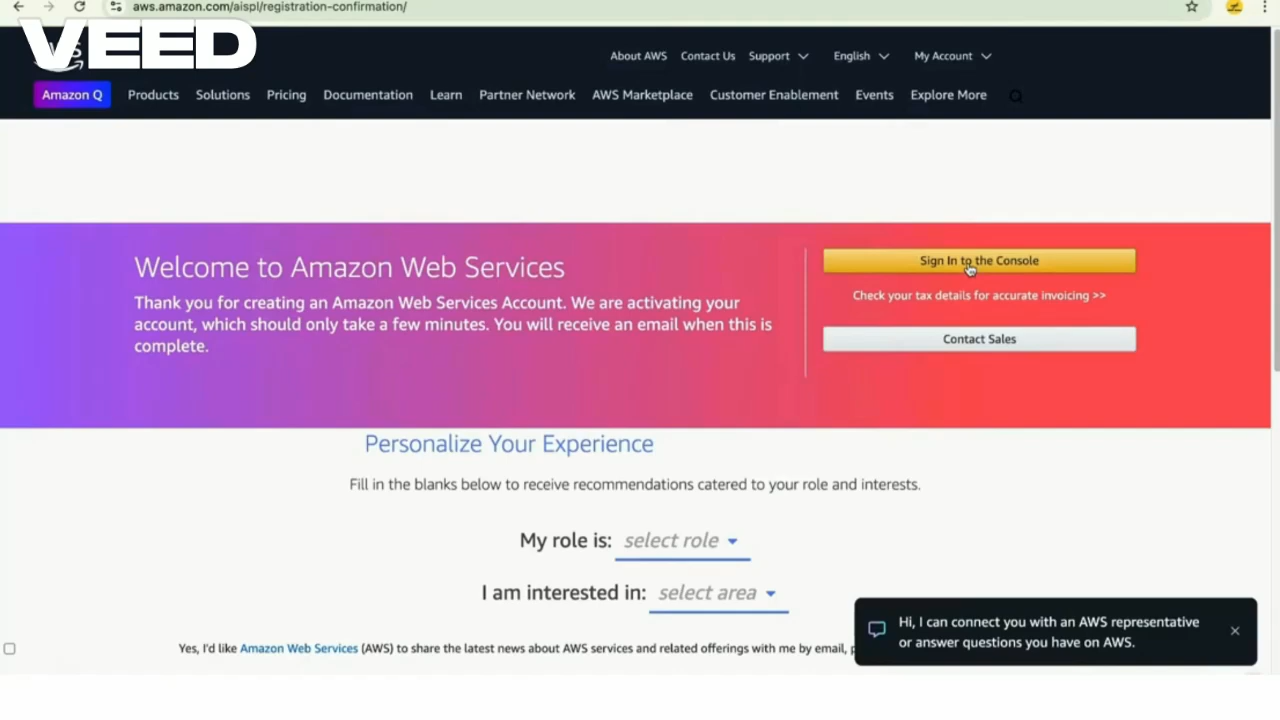 aws.amazon.com/aispl/registration-confirmation/
VEED
About AWS Contact Us Support English My Account
Amazon Q Products Solutions Pricing Documentation Learn Partner Network AWS Marketplace Customer Enablement Events Explore More
Welcome to Amazon Web Services
Thank you for creating an Amazon Web Services Account. We are activating your
account, which should only take a few minutes. You will receive an email when this is
complete.
Sign In to the Console
Check your tax details for accurate invoicing >>
Contact Sales
Personalize Your Experience
Fill in the blanks below to receive recommendations catered to your role and interests.
My role is: select role
I am interested in: select area
Yes, I'd like Amazon Web Services (AWS) to share the latest news about AWS services and related offerings with me by email,
Hi, I can connect you with an AWS representative
or answer questions you have on AWS.